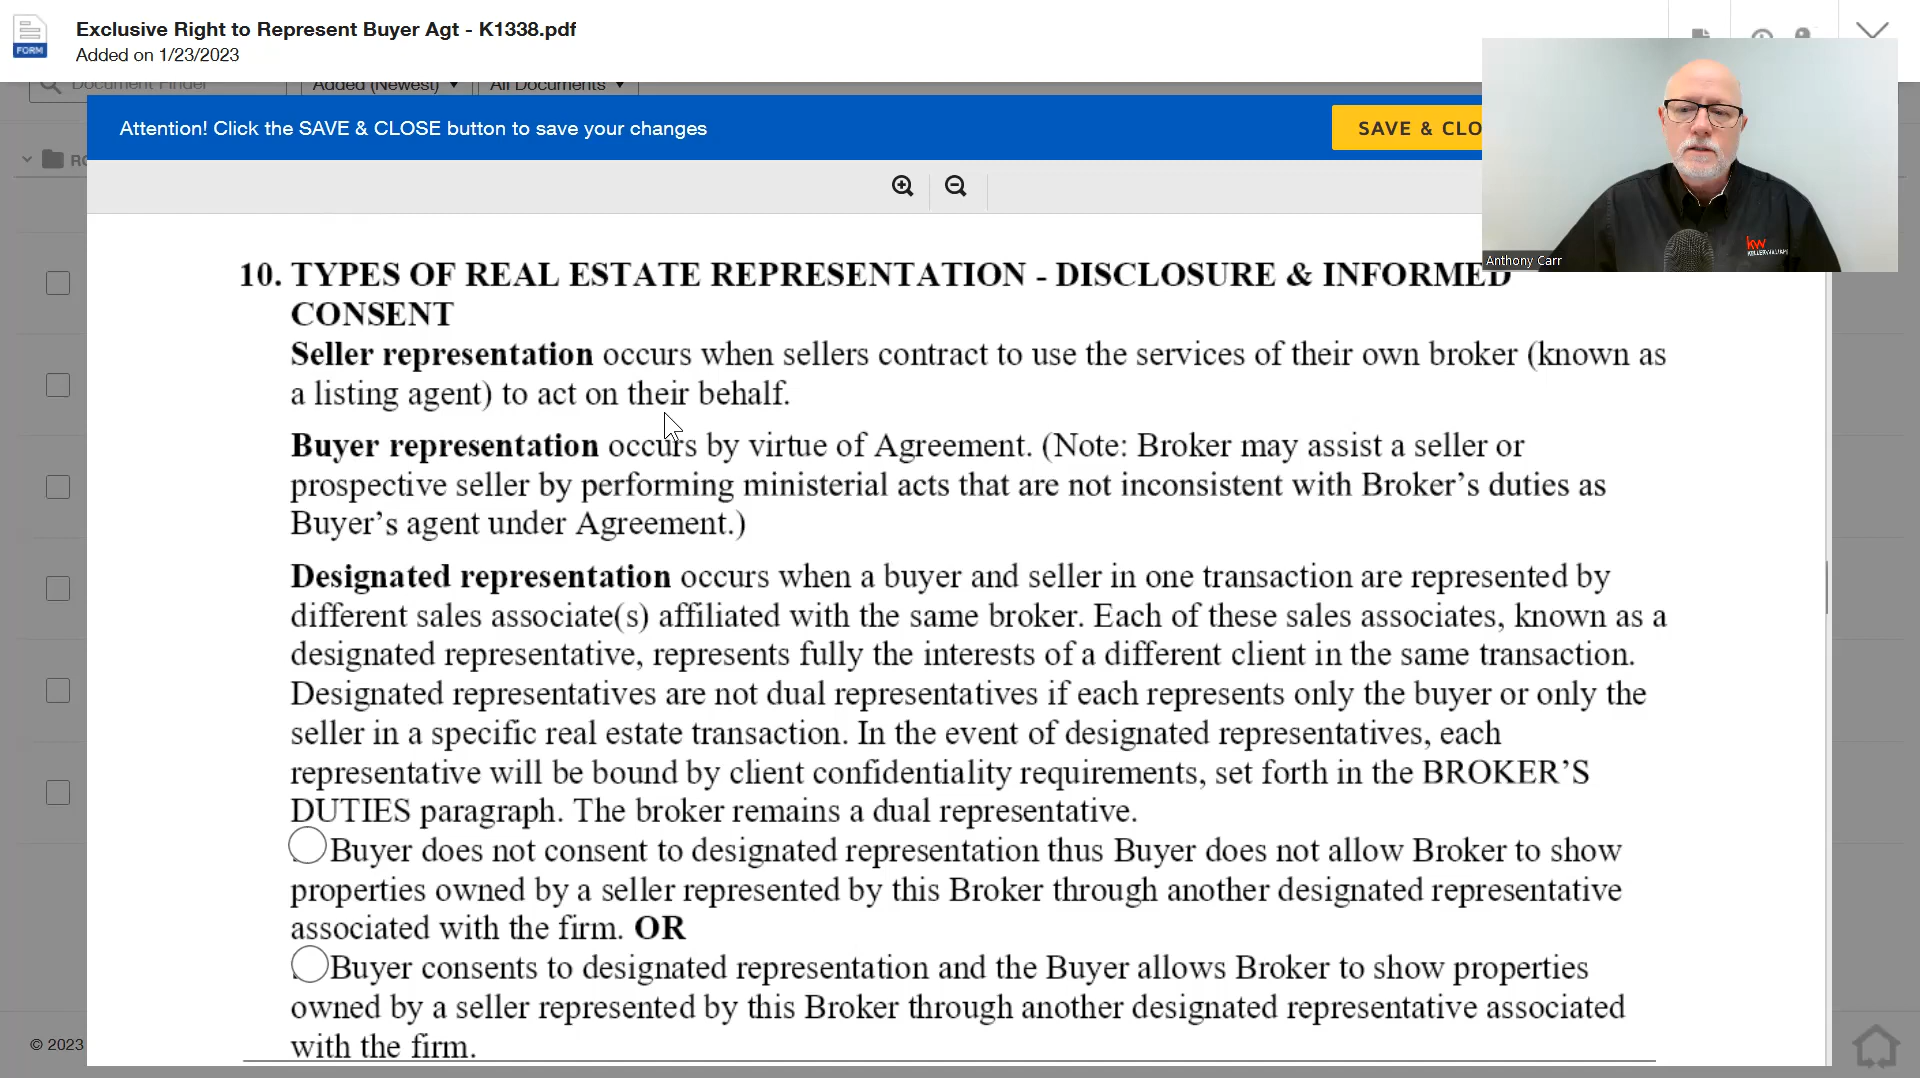 Exclusive Right to Represent Buyer Agt - K1338.pdf
Added on 1/23/2023
FORM
Document Finder
Added (Newest)
All Documents
Attention! Click the SAVE & CLOSE button to save your changes
SAVE & CLO
kw
KELLERWILLIAMS
Anthony Carr
10. TYPES OF REAL ESTATE REPRESENTATION - DISCLOSURE & INFORMED
CONSENT
Seller representation occurs when sellers contract to use the services of their own broker (known as
a listing agent) to act on their behalf.
Buyer representation occurs by virtue of Agreement. (Note: Broker may assist a seller or
prospective seller by performing ministerial acts that are not inconsistent with Broker’s duties as
Buyer’s agent under Agreement.)
Designated representation occurs when a buyer and seller in one transaction are represented by
different sales associate(s) affiliated with the same broker. Each of these sales associates, known as a
designated representative, represents fully the interests of a different client in the same transaction.
Designated representatives are not dual representatives if each represents only the buyer or only the
seller in a specific real estate transaction. In the event of designated representatives, each
representative will be bound by client confidentiality requirements, set forth in the BROKER’S
DUTIES paragraph. The broker remains a dual representative.
Buyer does not consent to designated representation thus Buyer does not allow Broker to show
properties owned by a seller represented by this Broker through another designated representative
associated with the firm. OR
Buyer consents to designated representation and the Buyer allows Broker to show properties
owned by a seller represented by this Broker through another designated representative associated
with the firm.
© 2023